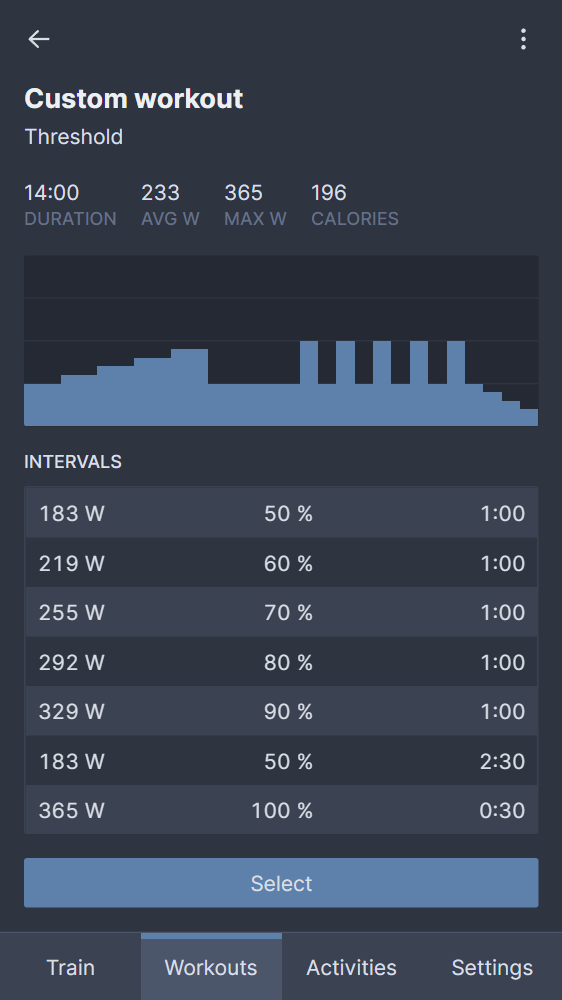 Custom workout
Threshold
14:00 233 365 196
DURATION AVG W MAX W CALORIES
INTERVALS
183 W 50 % 1:00
219 W 60 % 1:00
255 W 70 % 1:00
292 W 80 % 1:00
329 W 90 % 1:00
183 W 50 % 2:30
365 W 100 % 0:30
Select
Train Workouts Activities Settings